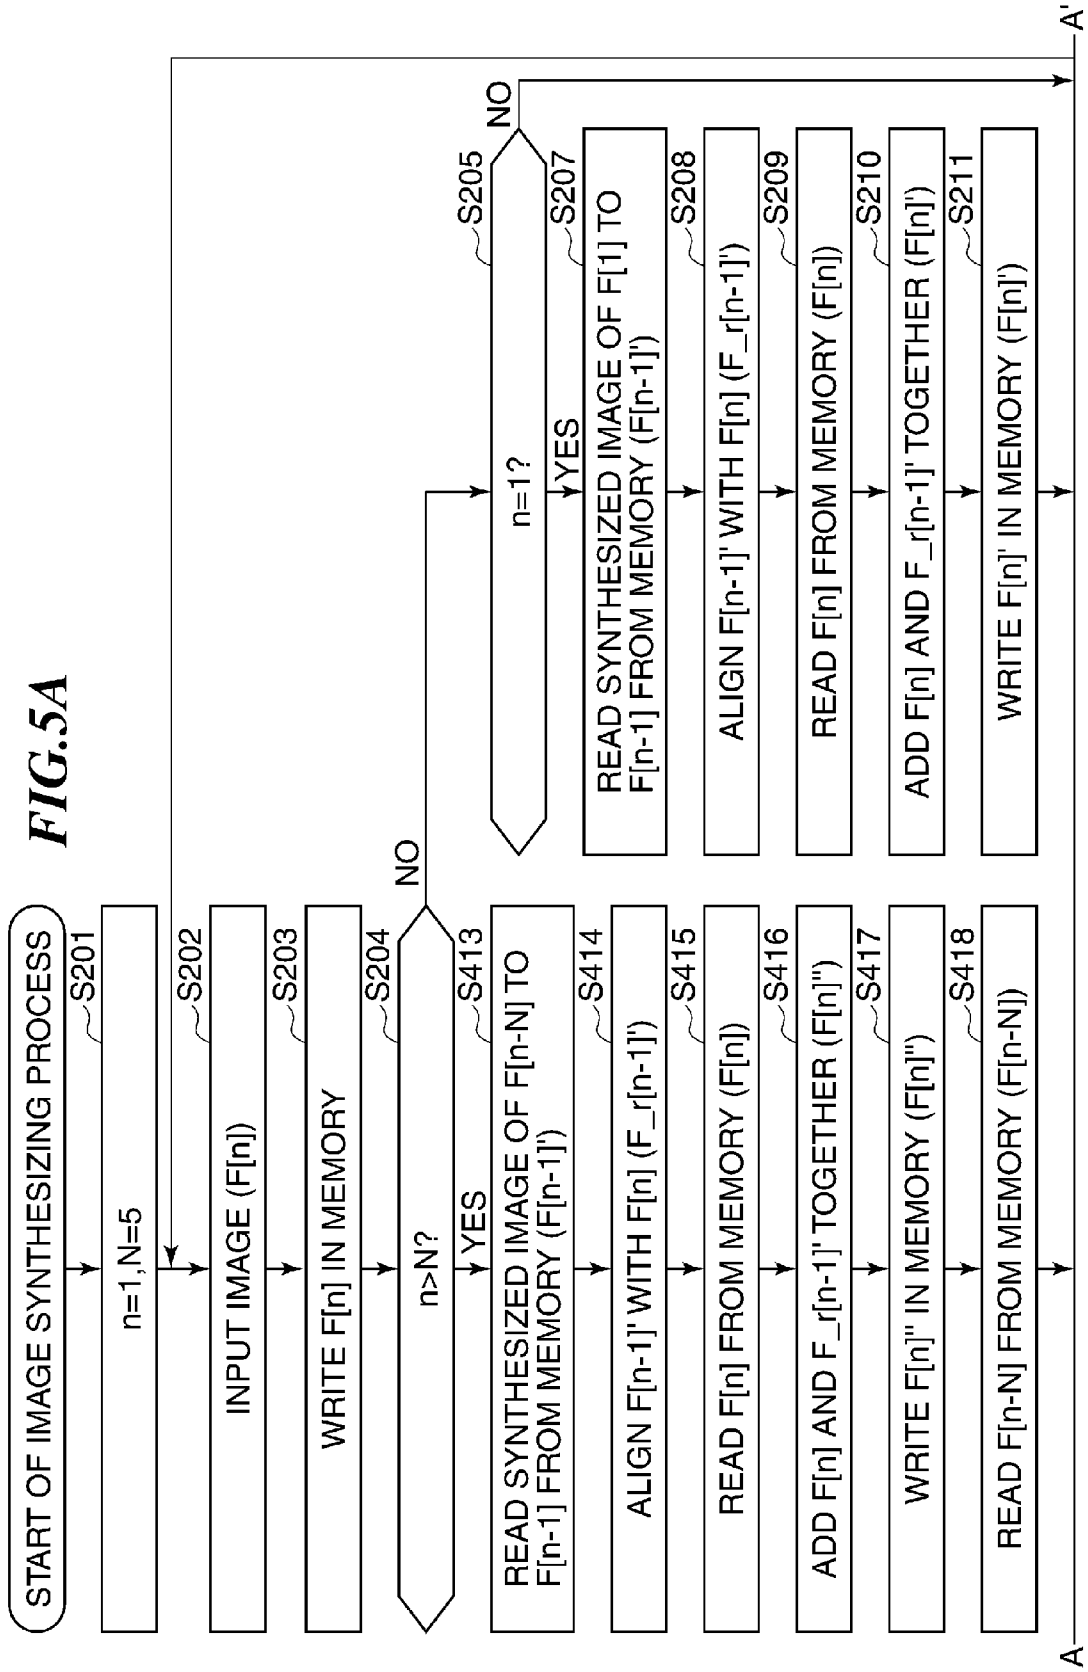 FIG.5A
START OF IMAGE SYNTHESIZING PROCESS
S201
n=1,N=5
S202
INPUT IMAGE (F[n])
S203
WRITE F[n] IN MEMORY
S204
n>N?
NO
YES
S413
READ SYNTHESIZED IMAGE OF F[n-N] TO
F[n-1] FROM MEMORY (F[n-1]')
S414
ALIGN F[n-1]' WITH F[n] (F_r[n-1]')
S415
READ F[n] FROM MEMORY (F[n])
S416
ADD F[n] AND F_r[n-1]' TOGETHER (F[n]'')
S417
WRITE F[n]'' IN MEMORY (F[n]'')
S418
READ F[n-N] FROM MEMORY (F[n-N])
S205
n=1?
NO
YES
S207
READ SYNTHESIZED IMAGE OF F[1] TO
F[n-1] FROM MEMORY (F[n-1]')
S208
ALIGN F[n-1]' WITH F[n] (F_r[n-1]')
S209
READ F[n] FROM MEMORY (F[n])
S210
ADD F[n] AND F_r[n-1]' TOGETHER (F[n]')
S211
WRITE F[n]' IN MEMORY (F[n]')
A
A'